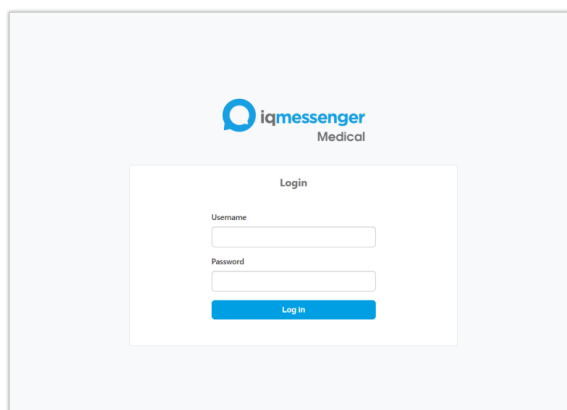 iqmessenger
Medical
Login
Username
Password
Log in